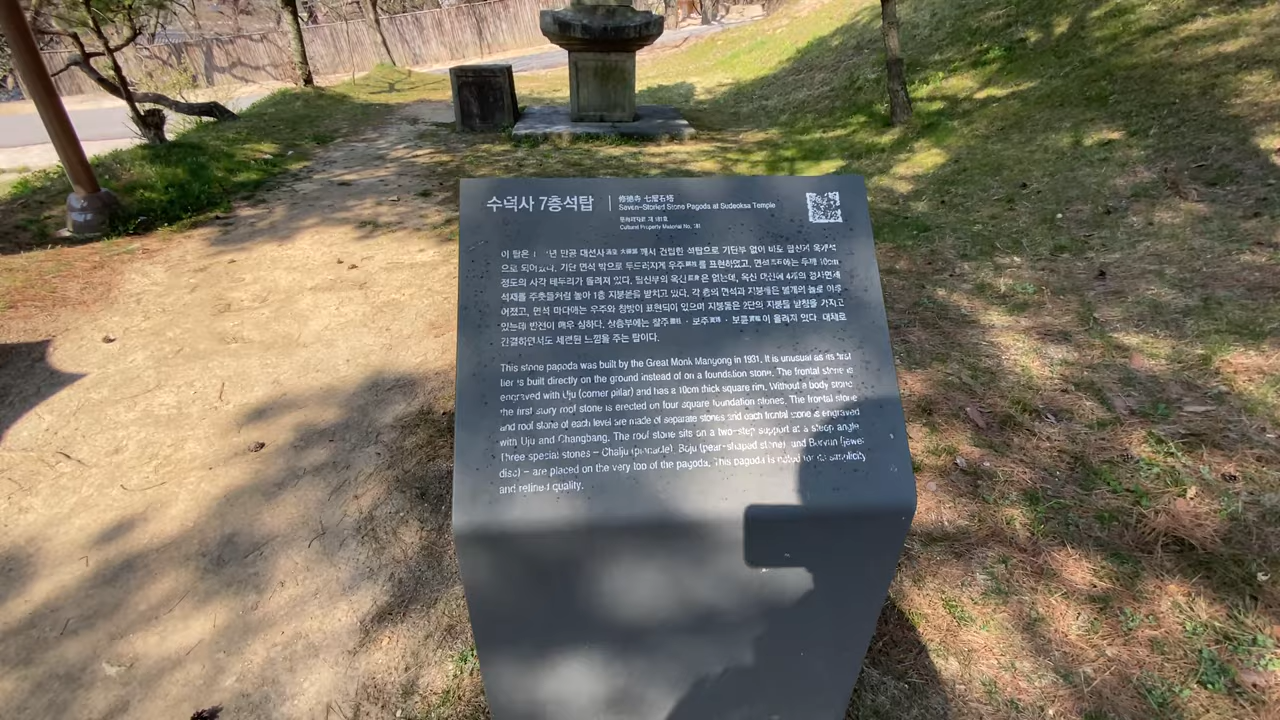 수덕사 7층석탑
修德寺 七層石塔
Seven-Storied Stone Pagoda at Sudeoksa Temple
문화재자료 제 181호
Cultural Property Material No. 181
이 탑은 년 만공 대선사 께서 건립한 석탑으로 기단부 없이 바로 탑신과 옥개석
으로 되어있다. 기단 면석 밖으로 두드러지게 우주 를 표현하였고, 면석 에는 두께 10cm
정도의 사각 테두리가 돌려져 있다. 탑신부의 옥신 은 없는데, 옥신 대신에 4개의 정사면체
석재를 주춧돌처럼 놓아 1층 지붕돌을 받치고 있다. 각 층의 면석과 지붕돌은 별개의 돌로 이루
어졌고, 면석 마다에는 우주와 창방이 표현되어 있으며 지붕돌은 2단의 지붕돌 받침을 가지고
있는데 반전이 매우 심하다. 상륜부에는 찰주 · 보주 · 보륜 이 올려져 있다. 대체로
간결하면서도 세련된 느낌을 주는 탑이다.
This stone pagoda was built by the Great Monk Mangong in 1931. It is unusual as its first
tier is built directly on the ground instead of on a foundation stone. The frontal stone is
engraved with Uju (corner pillar) and has a 10cm thick square rim. Without a body stone
the first story roof stone is erected on four square foundation stones. The frontal stone
and roof stone of each level are made of separate stones and each frontal stone is engraved
with Uju and Changbang. The roof stone sits on a two-step support at a steep angle.
Three special stones – Chalju (pinnacle), Boju (pear-shaped stone), and Boryun (jewel
disc) – are placed on the very top of the pagoda. This pagoda is noted for its simplicity
and refined quality.